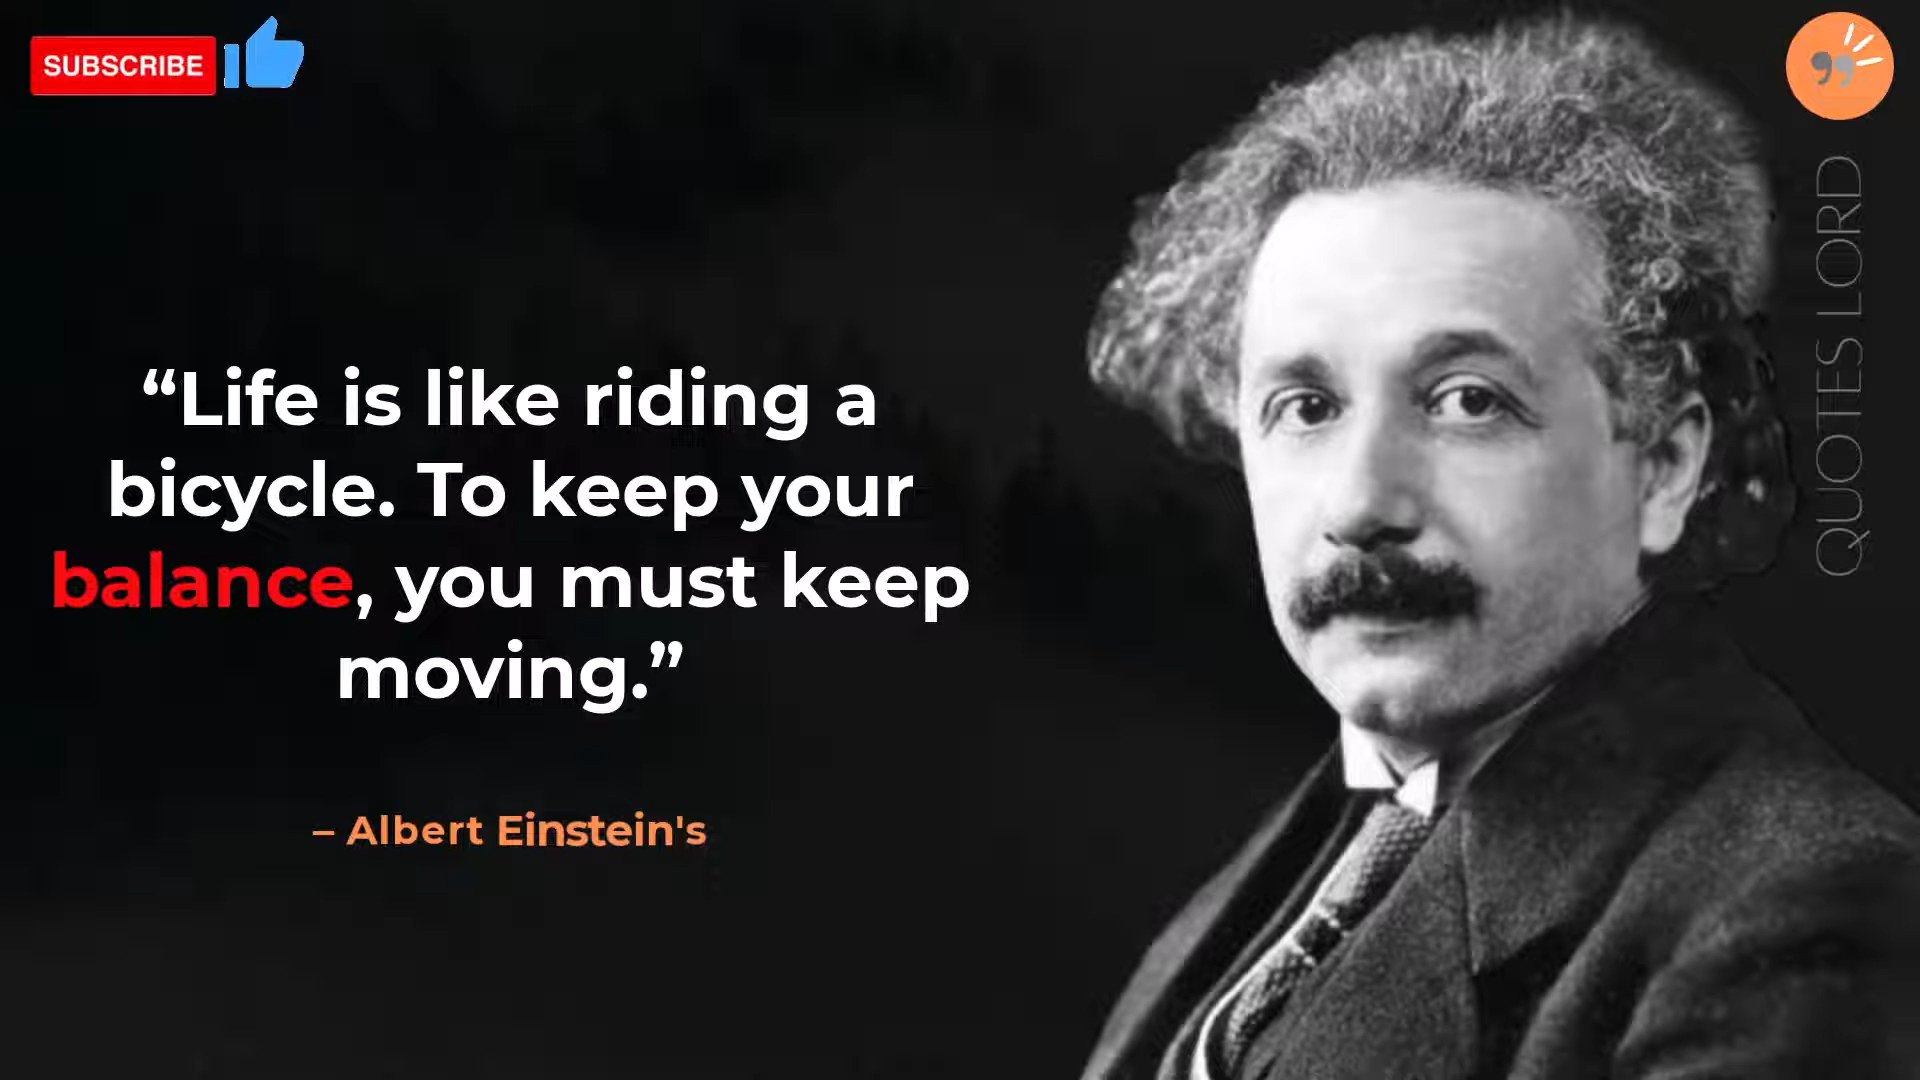 SUBSCRIBE
“Life is like riding a
bicycle. To keep your
balance, you must keep
moving.”
– Albert Einstein's
QUOTES LORD